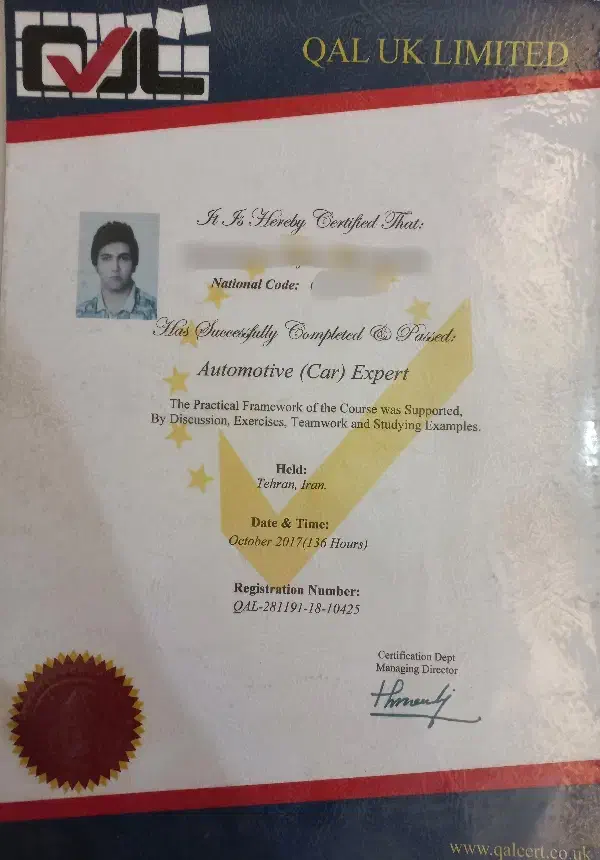 QAL
QAL UK LIMITED
It Is Hereby Certified That:
National Code:
Has Successfully Completed & Passed:
Automotive (Car) Expert
The Practical Framework of the Course was Supported,
By Discussion, Exercises, Teamwork and Studying Examples.
Held:
Tehran, Iran.
Date & Time:
October 2017(136 Hours)
Registration Number:
QAL-281191-18-10425
Certification Dept
Managing Director
www.qalcert.co.uk